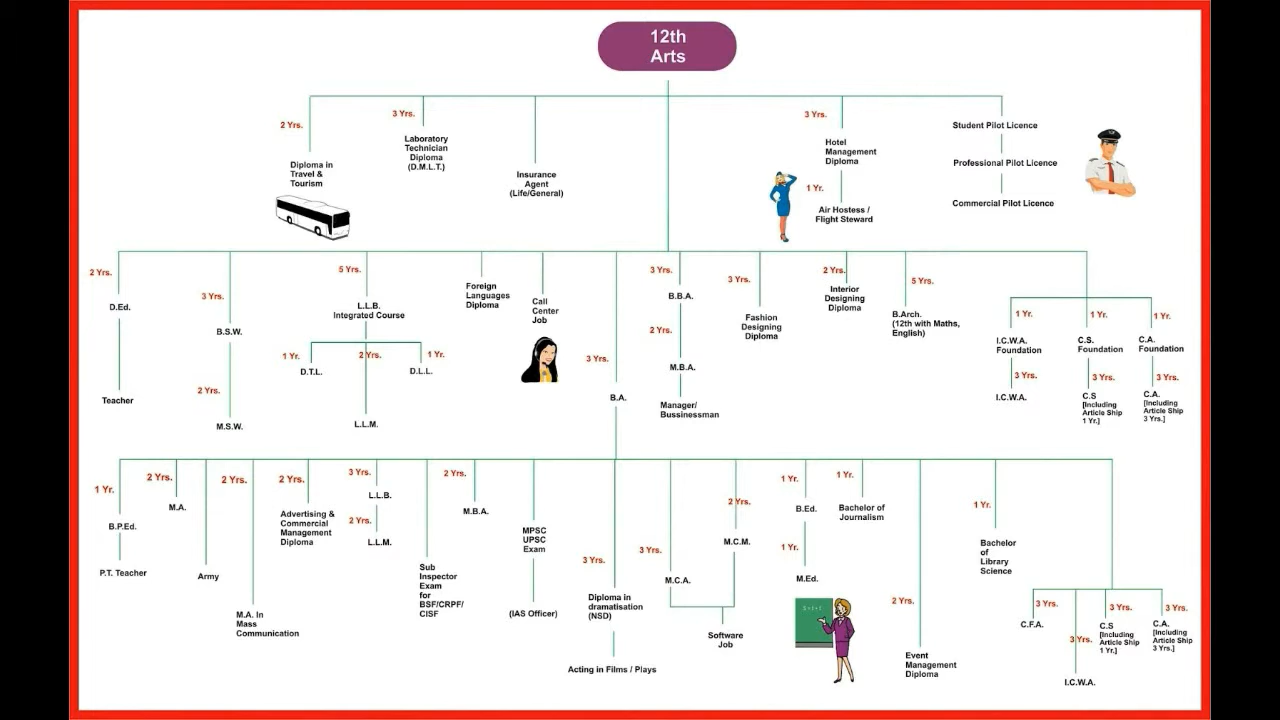 12th
Arts
2 Yrs.
Diploma in
Travel &
Tourism
3 Yrs.
Laboratory
Technician
Diploma
(D.M.L.T.)
Insurance
Agent
(Life/General)
3 Yrs.
Hotel
Management
Diploma
1 Yr.
Air Hostess /
Flight Steward
Student Pilot Licence
Professional Pilot Licence
Commercial Pilot Licence
2 Yrs.
D.Ed.
Teacher
3 Yrs.
B.S.W.
2 Yrs.
M.S.W.
5 Yrs.
L.L.B.
Integrated Course
1 Yr.
D.T.L.
2 Yrs.
L.L.M.
1 Yr.
D.L.L.
Foreign
Languages
Diploma
Call
Center
Job
3 Yrs.
B.A.
3 Yrs.
B.B.A.
2 Yrs.
M.B.A.
Manager/
Bussinessman
3 Yrs.
Fashion
Designing
Diploma
2 Yrs.
Interior
Designing
Diploma
5 Yrs.
B.Arch.
(12th with Maths,
English)
1 Yr.
I.C.W.A.
Foundation
3 Yrs.
I.C.W.A.
1 Yr.
C.S.
Foundation
3 Yrs.
C.S
[Including
Article Ship
1 Yr.]
1 Yr.
C.A.
Foundation
3 Yrs.
C.A.
[Including
Article Ship
3 Yrs.]
1 Yr.
B.P.Ed.
P.T. Teacher
2 Yrs.
M.A.
Army
2 Yrs.
M.A. In
Mass
Communication
2 Yrs.
Advertising &
Commercial
Management
Diploma
3 Yrs.
L.L.B.
2 Yrs.
L.L.M.
Sub
Inspector
Exam
for
BSF/CRPF/
CISF
2 Yrs.
M.B.A.
MPSC
UPSC
Exam
(IAS Officer)
3 Yrs.
Diploma in
dramatisation
(NSD)
Acting in Films / Plays
3 Yrs.
M.C.A.
2 Yrs.
M.C.M.
Software
Job
1 Yr.
B.Ed.
1 Yr.
M.Ed.
1 Yr.
Bachelor of
Journalism
2 Yrs.
Event
Management
Diploma
1 Yr.
Bachelor
of
Library
Science
3 Yrs.
C.F.A.
3 Yrs.
I.C.W.A.
3 Yrs.
C.S
[Including
Article Ship
1 Yr.]
3 Yrs.
C.A.
[Including
Article Ship
3 Yrs.]